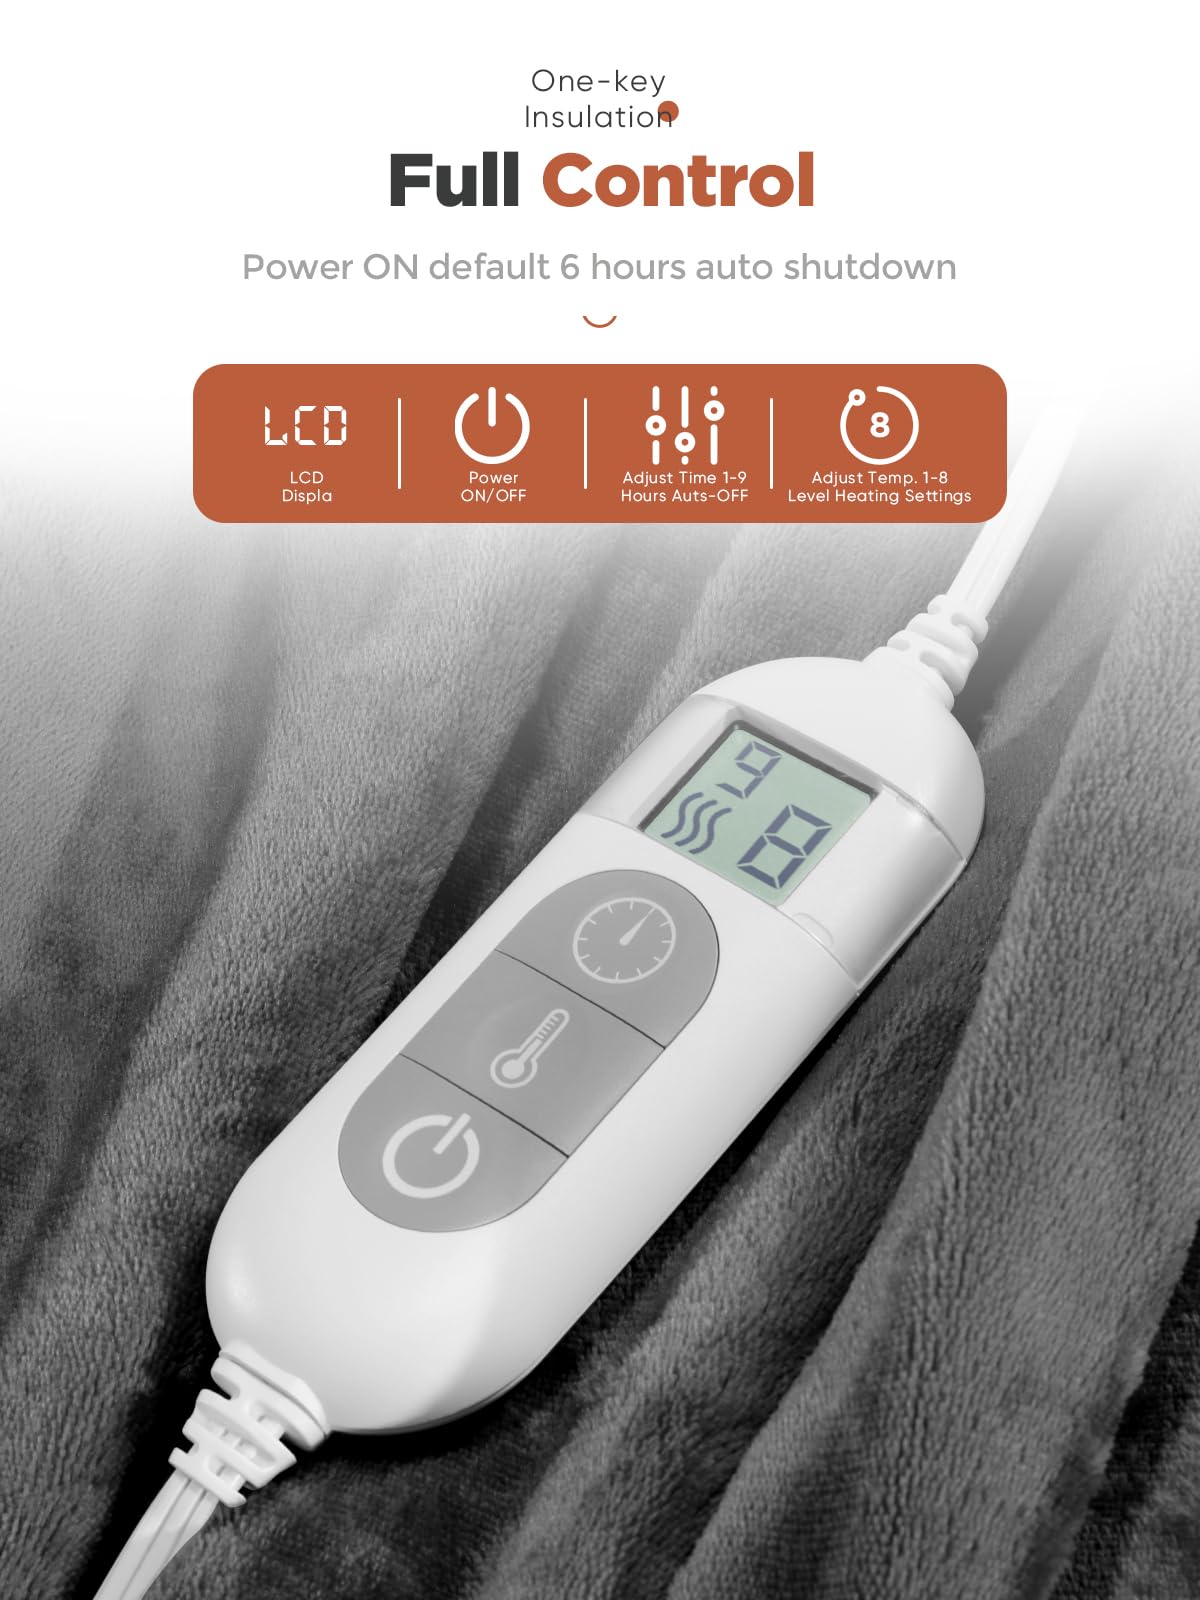 One-key
Insulation
Full Control
Power ON default 6 hours auto shutdown
LCD
LCD
Displa
Power
ON/OFF
Adjust Time 1-9
Hours Auts-OFF
8
Adjust Temp. 1-8
Level Heating Settings
9
8